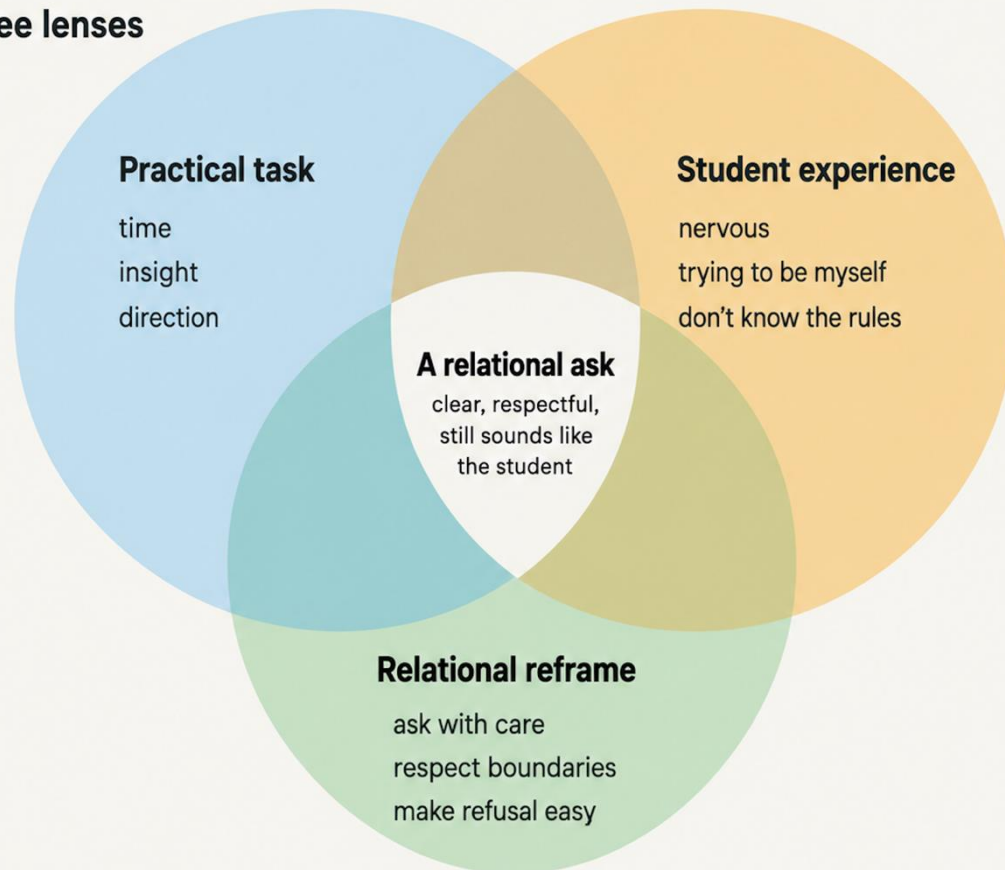 ee lenses
Practical task
time
insight
direction
Student experience
nervous
trying to be myself
don’t know the rules
A relational ask
clear, respectful,
still sounds like
the student
Relational reframe
ask with care
respect boundaries
make refusal easy